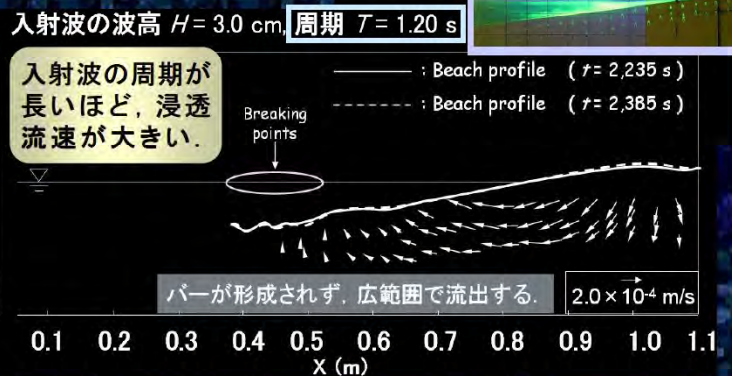 入射波の波高 H = 3.0 cm, 周期 T = 1.20 s
入射波の周期が
長いほど, 浸透
流速が大きい.
: Beach profile ( t = 2,235 s )
: Beach profile ( t = 2,385 s )
Breaking
points
バーが形成されず, 広範囲で流出する.
2.0 × 10-4 m/s
0.1 0.2 0.3 0.4 0.5 0.6 0.7 0.8 0.9 1.0 1.1
X (m)